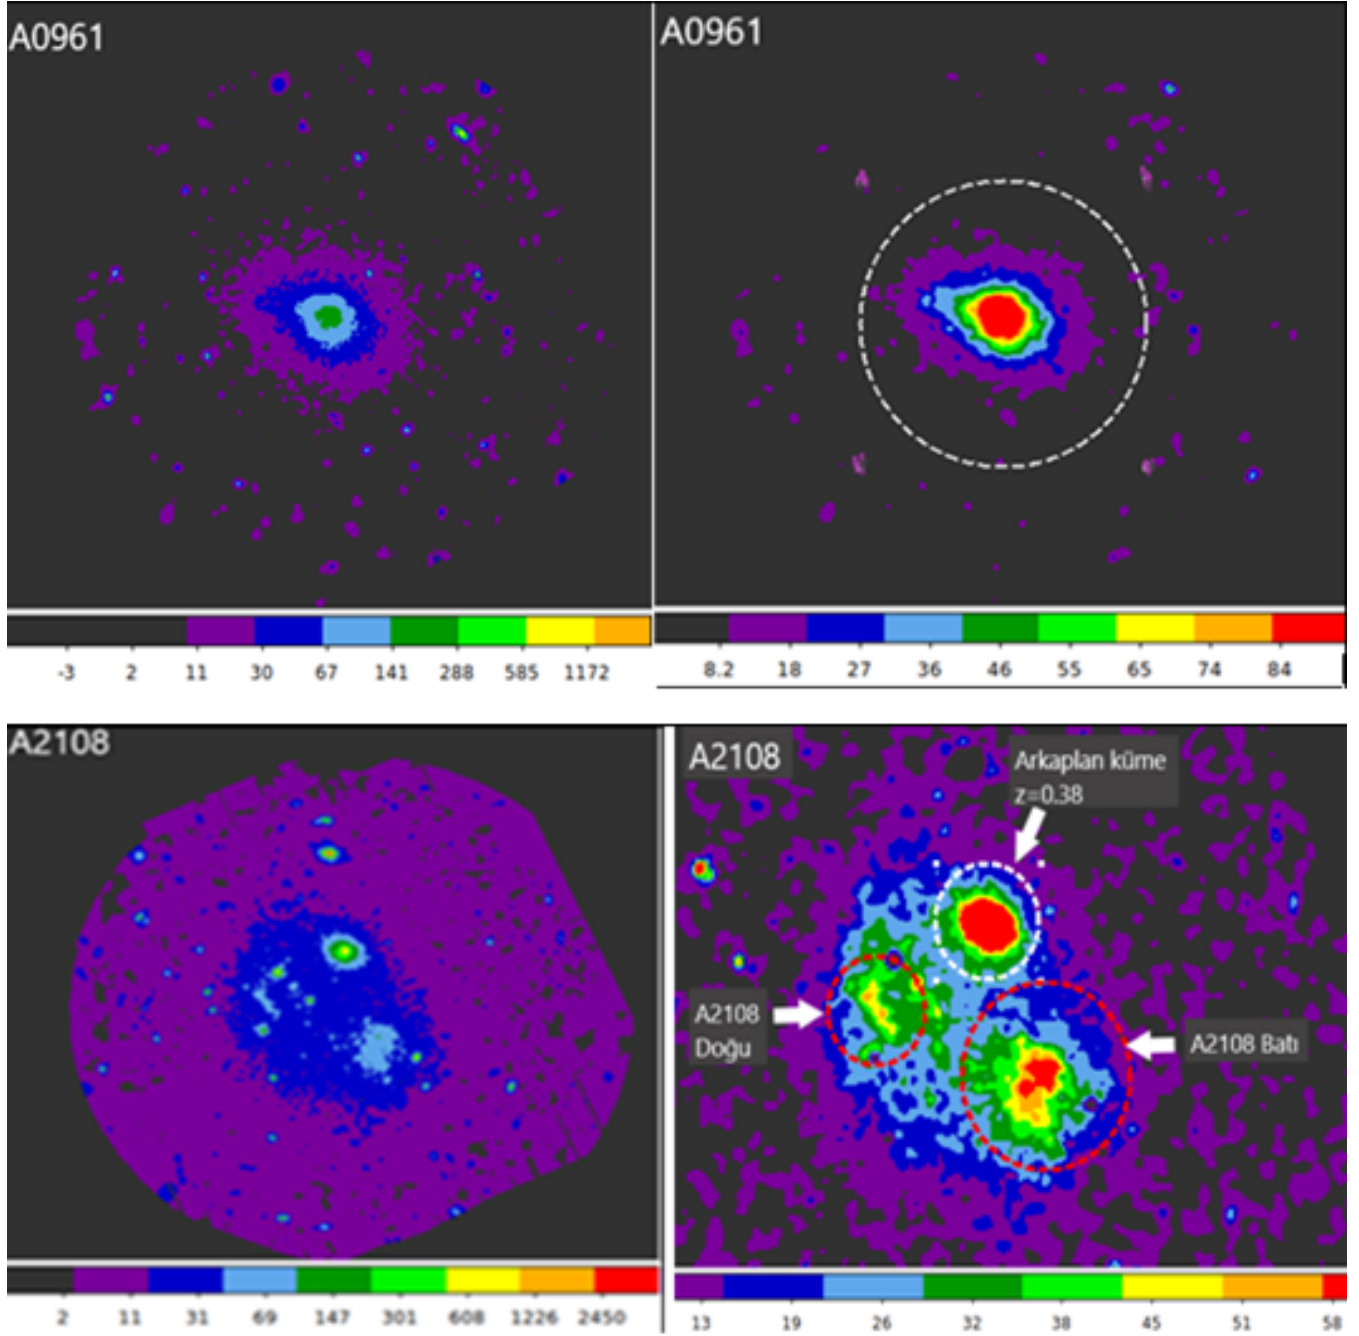 A0961
A0961
-3 2 11 30 67 141 288 585 1172
8.2 18 27 36 46 55 65 74 84
A2108
A2108
Arkaplan küme
z=0.38
A2108
Doğu
A2108 Batı
2 11 31 69 147 301 608 1226 2450
13 19 26 32 38 45 51 58